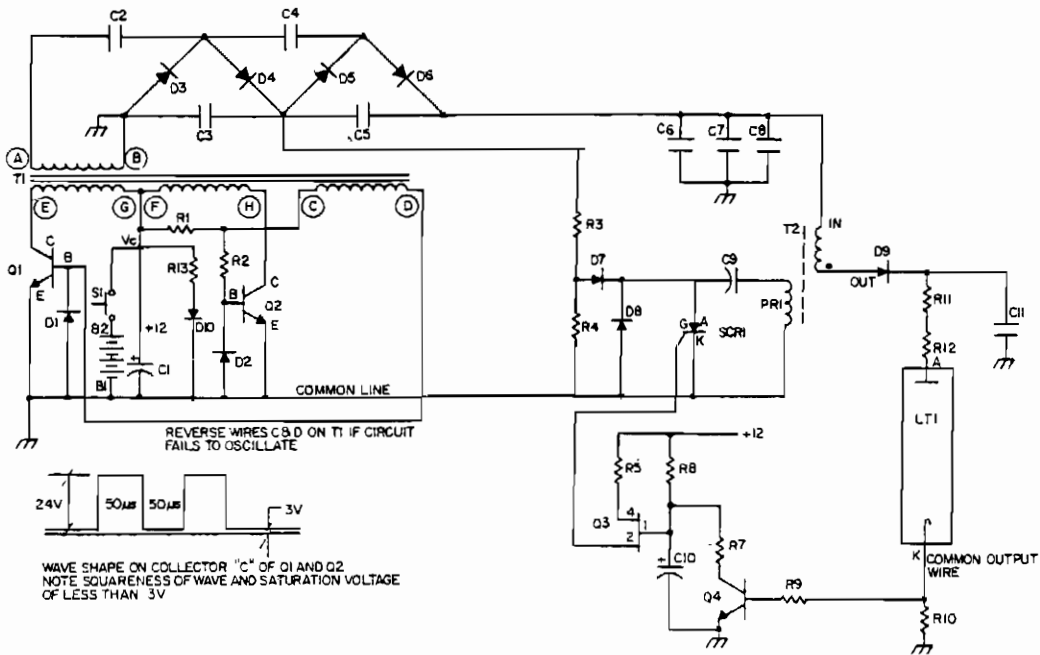 C2
C4
D3
D4
D5
D6
C3
C5
C6
C7
C8
A
B
T1
E
G
F
H
C
D
R1
R3
T2
IN
Q1
C
B
E
Vc
R13
R2
B
C
Q2
E
D7
C9
PRI
D9
OUT
R11
C11
S1
D1
B2
+12
D10
D2
R4
D8
G
A
K
SCR1
R12
A
B1
+
C1
COMMON LINE
LT1
REVERSE WIRES C&D ON T1 IF CIRCUIT
FAILS TO OSCILLATE
+12
R5
R8
24V
50µs
50µs
3V
Q3
4
1
2
+
C10
R7
K
COMMON OUTPUT
WIRE
Q4
R9
R10
WAVE SHAPE ON COLLECTOR "C" OF Q1 AND Q2
NOTE SQUARENESS OF WAVE AND SATURATION VOLTAGE
OF LESS THAN 3V